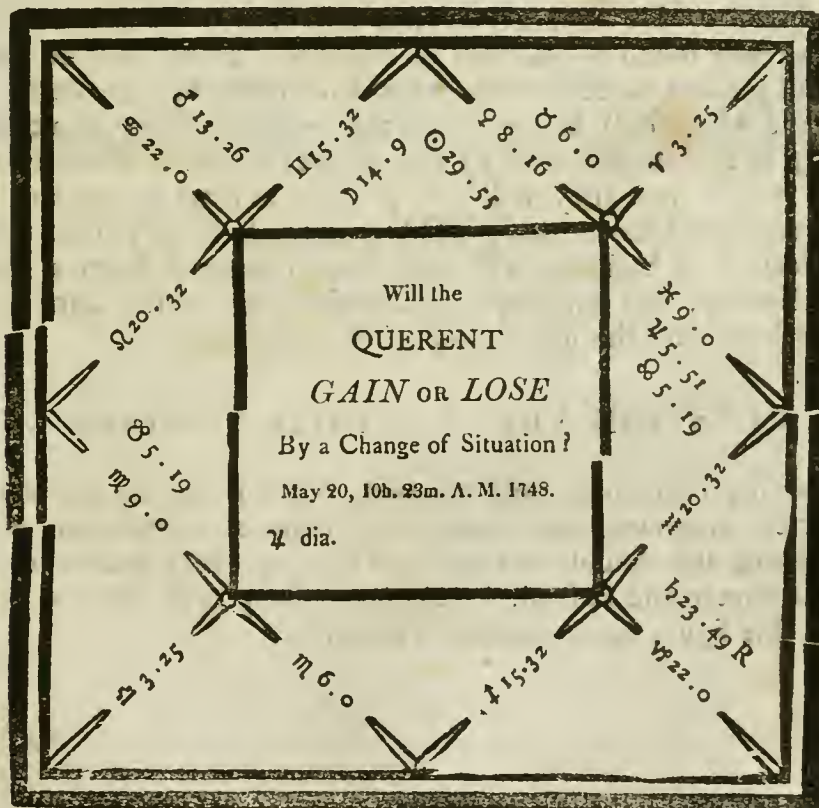 ♂ 13.26
♋ 22.0
♊ 15.32
☽ 14.9
☉ 29.55
♀ 8.16
♉ 6.0
♈ 3.25
♌ 20.32
Will the
QUERENT
GAIN OR LOSE
By a Change of Situation?
May 20, 10h. 23m. A. M. 1748.
♃ dia.
♓ 9.0
♃ 5.51
☊ 5.19
5.19
♍ 9.0
♒ 20.32
♄ 23.49 R
♑ 22.0
♎ 3.25
♏ 6.0
♐ 15.32